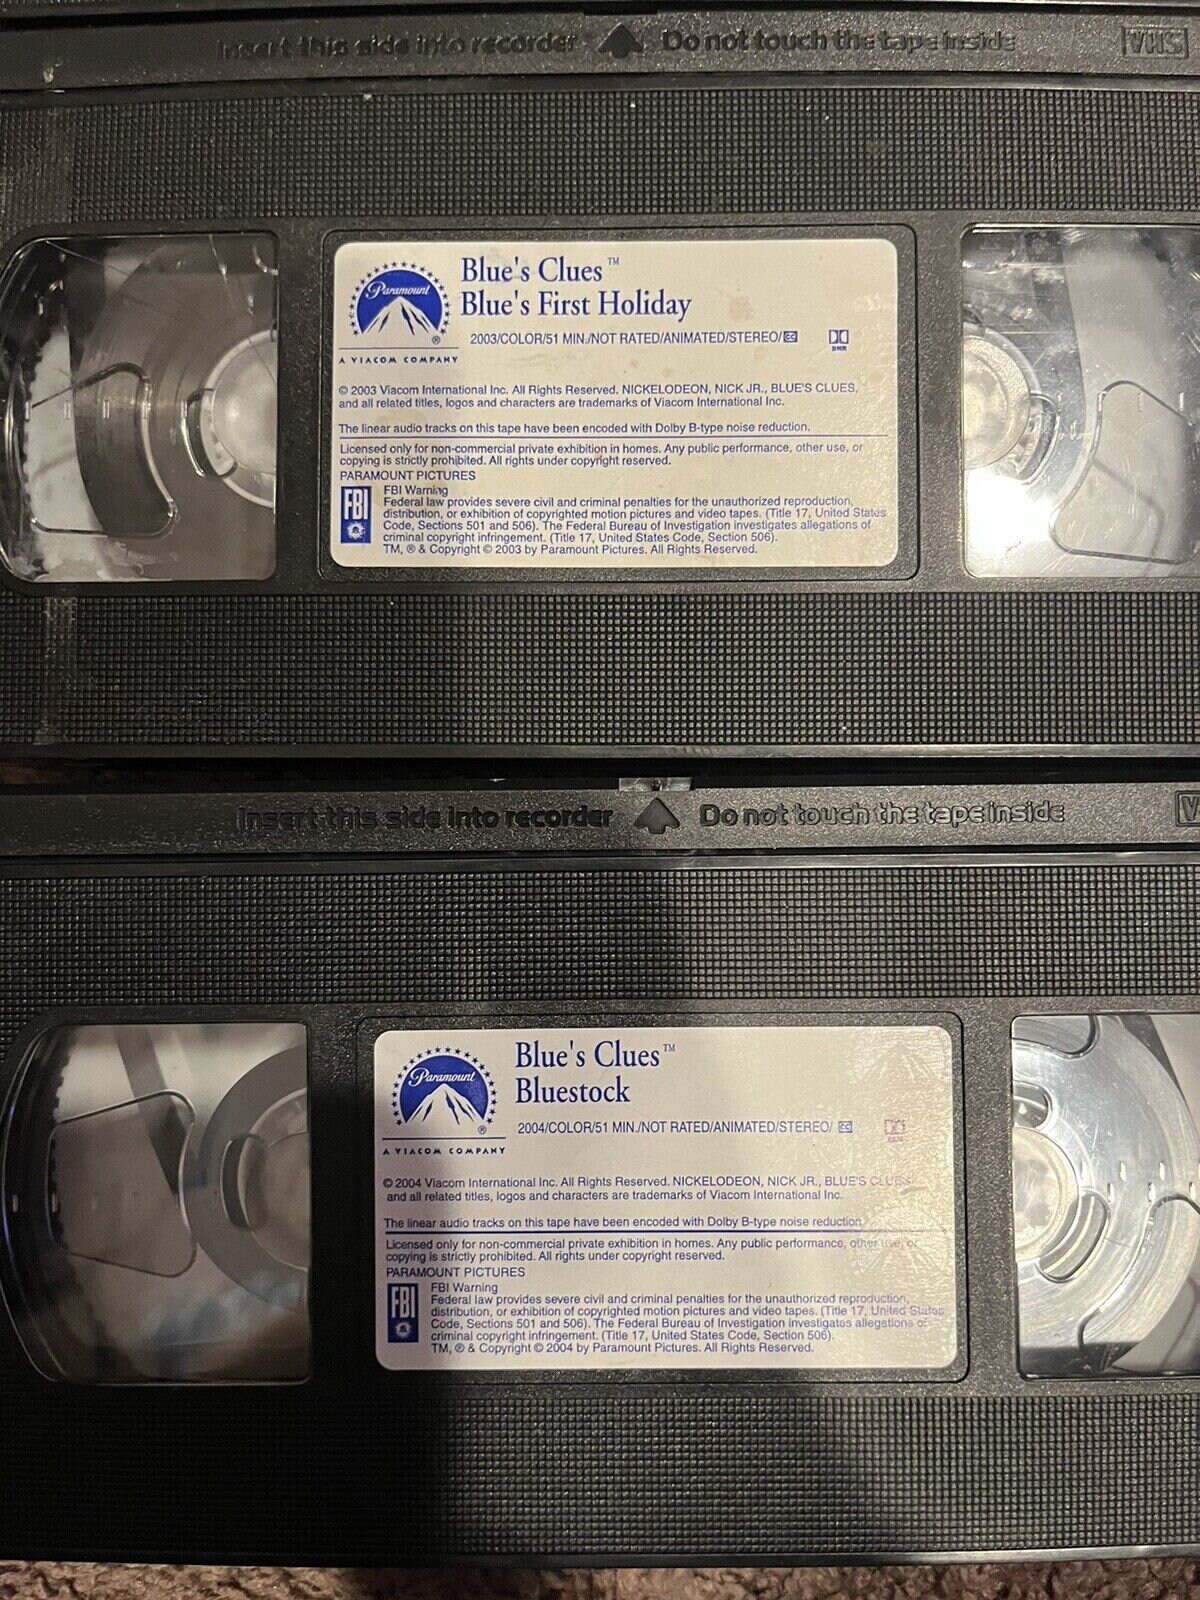 Insert this side into recorder Do not touch the tape inside VHS
Paramount
®
A VIACOM COMPANY
Blue's Clues™
Blue's First Holiday
2003/COLOR/51 MIN./NOT RATED/ANIMATED/STEREO/CC
© 2003 Viacom International Inc. All Rights Reserved. NICKELODEON, NICK JR., BLUE'S CLUES,
and all related titles, logos and characters are trademarks of Viacom International Inc.
The linear audio tracks on this tape have been encoded with Dolby B-type noise reduction.
Licensed only for non-commercial private exhibition in homes. Any public performance, other use, or
copying is strictly prohibited. All rights under copyright reserved.
PARAMOUNT PICTURES
FBI
FBI Warning
Federal law provides severe civil and criminal penalties for the unauthorized reproduction,
distribution, or exhibition of copyrighted motion pictures and video tapes. (Title 17, United States
Code, Sections 501 and 506). The Federal Bureau of Investigation investigates allegations of
criminal copyright infringement. (Title 17, United States Code, Section 506).
TM, ® & Copyright © 2003 by Paramount Pictures. All Rights Reserved.
Insert this side into recorder Do not touch the tape inside
Paramount
®
A VIACOM COMPANY
Blue's Clues™
Bluestock
2004/COLOR/51 MIN./NOT RATED/ANIMATED/STEREO/ CC
© 2004 Viacom International Inc. All Rights Reserved. NICKELODEON, NICK JR., BLUE'S CLUES,
and all related titles, logos and characters are trademarks of Viacom International Inc.
The linear audio tracks on this tape have been encoded with Dolby B-type noise reduction.
Licensed only for non-commercial private exhibition in homes. Any public performance, other use, or
copying is strictly prohibited. All rights under copyright reserved.
PARAMOUNT PICTURES
FBI
FBI Warning
Federal law provides severe civil and criminal penalties for the unauthorized reproduction,
distribution, or exhibition of copyrighted motion pictures and video tapes. (Title 17, United States
Code, Sections 501 and 506). The Federal Bureau of Investigation investigates allegations of
criminal copyright infringement. (Title 17, United States Code, Section 506).
TM, ® & Copyright © 2004 by Paramount Pictures. All Rights Reserved.